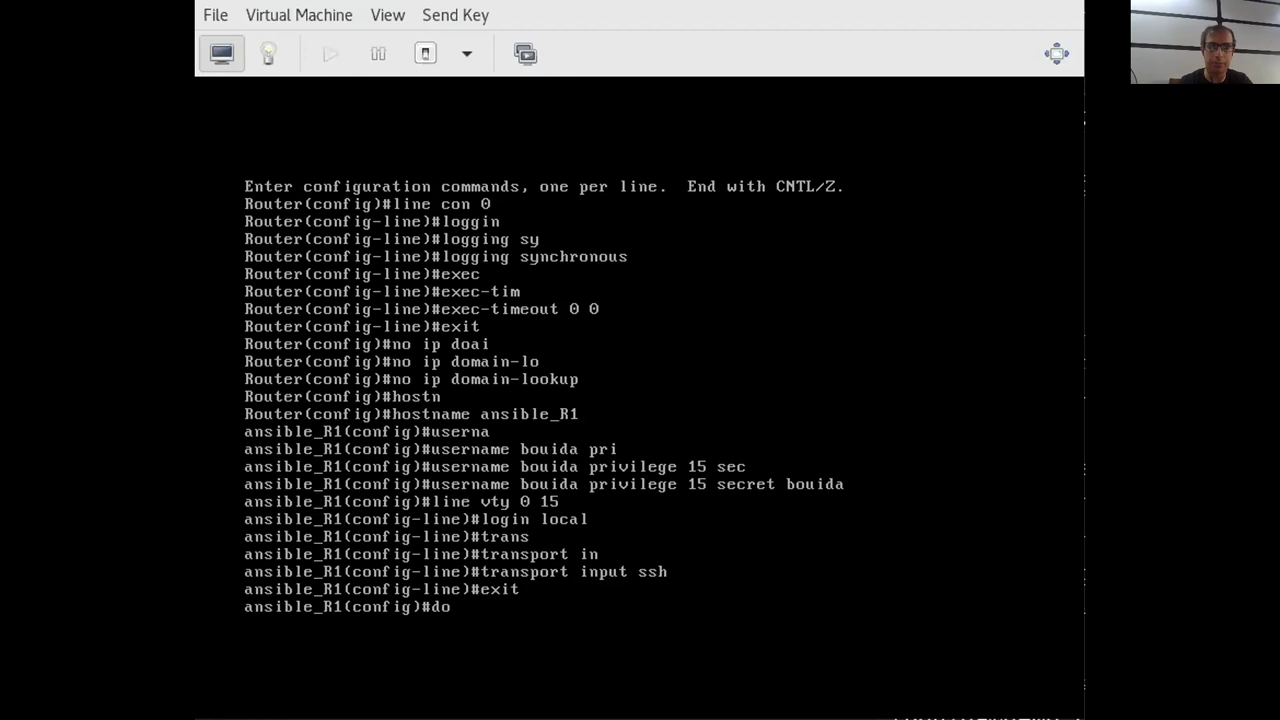 File Virtual Machine View Send Key
Enter configuration commands, one per line.  End with CNTL/Z.
Router(config)#line con 0
Router(config-line)#loggin
Router(config-line)#logging sy
Router(config-line)#logging synchronous
Router(config-line)#exec
Router(config-line)#exec-tim
Router(config-line)#exec-timeout 0 0
Router(config-line)#exit
Router(config)#no ip doai
Router(config)#no ip domain-lo
Router(config)#no ip domain-lookup
Router(config)#hostn
Router(config)#hostname ansible_R1
ansible_R1(config)#userna
ansible_R1(config)#username bouida pri
ansible_R1(config)#username bouida privilege 15 sec
ansible_R1(config)#username bouida privilege 15 secret bouida
ansible_R1(config)#line vty 0 15
ansible_R1(config-line)#login local
ansible_R1(config-line)#trans
ansible_R1(config-line)#transport in
ansible_R1(config-line)#transport input ssh
ansible_R1(config-line)#exit
ansible_R1(config)#do